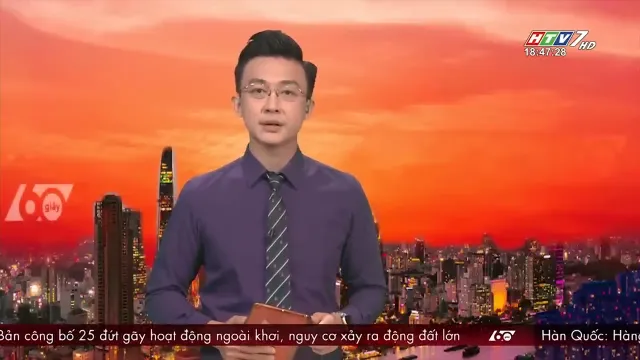 HTV7 HD
18:47:28
60 giây
Bản công bố 25 đứt gãy hoạt động ngoài khơi, nguy cơ xảy ra động đất lớn 60 Hàn Quốc: Hàn